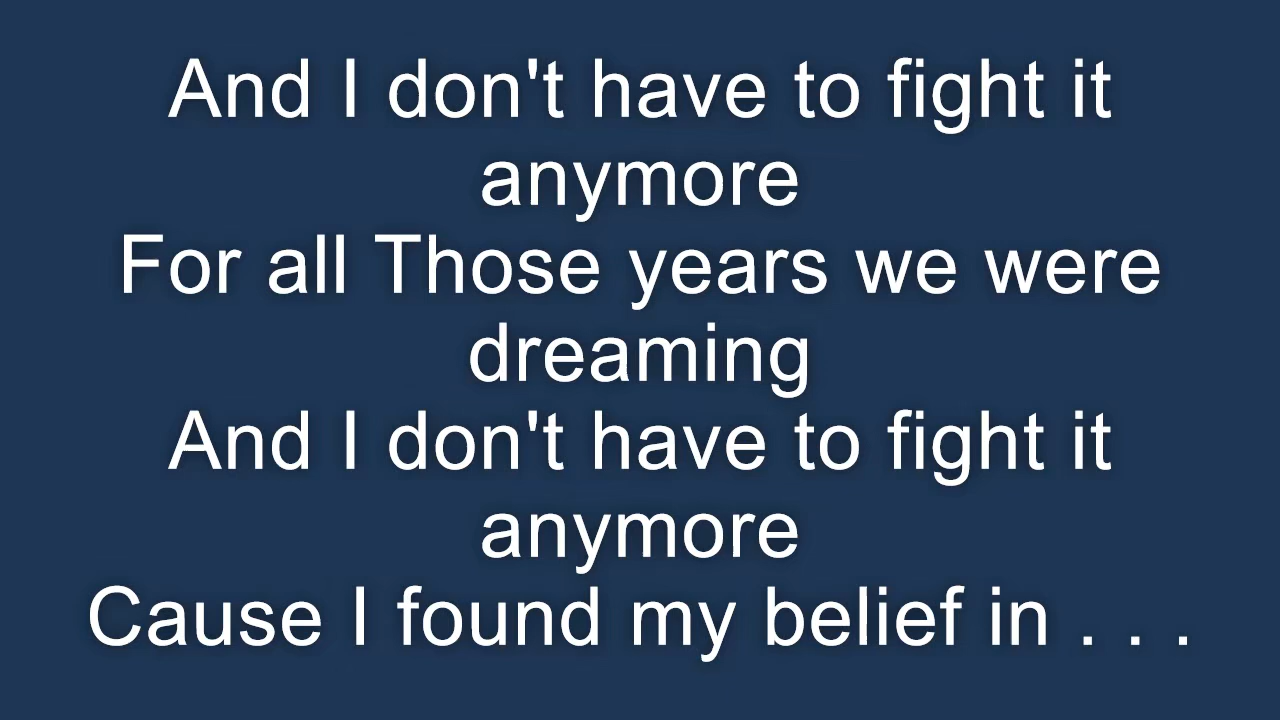 And I don't have to fight it
anymore
For all Those years we were
dreaming
And I don't have to fight it
anymore
Cause I found my belief in . . .